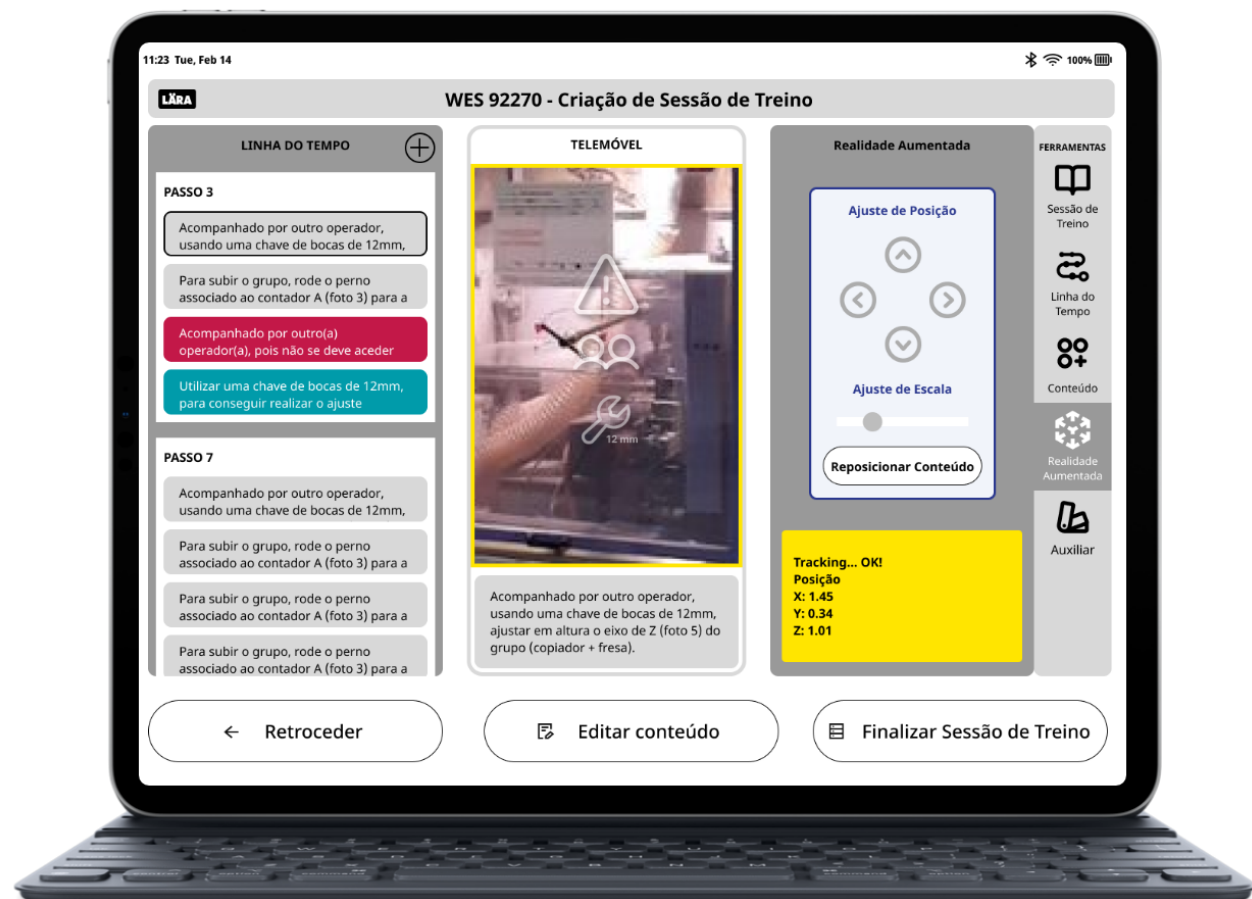 11:23 Tue, Feb 14
100%
LÄRA
WES 92270 - Criação de Sessão de Treino
LINHA DO TEMPO
PASSO 3
Acompanhado por outro operador,
usando uma chave de bocas de 12mm,
Para subir o grupo, rode o perno
associado ao contador A (foto 3) para a
Acompanhado por outro(a)
operador(a), pois não se deve aceder
Utilizar uma chave de bocas de 12mm,
para conseguir realizar o ajuste
PASSO 7
Acompanhado por outro operador,
usando uma chave de bocas de 12mm,
Para subir o grupo, rode o perno
associado ao contador A (foto 3) para a
Para subir o grupo, rode o perno
associado ao contador A (foto 3) para a
Para subir o grupo, rode o perno
associado ao contador A (foto 3) para a
TELEMÓVEL
12 mm
Acompanhado por outro operador,
usando uma chave de bocas de 12mm,
ajustar em altura o eixo de Z (foto 5) do
grupo (copiador + fresa).
Realidade Aumentada
Ajuste de Posição
Ajuste de Escala
Reposicionar Conteúdo
Tracking... OK!
Posição
X: 1.45
Y: 0.34
Z: 1.01
FERRAMENTAS
Sessão de
Treino
Linha do
Tempo
Conteúdo
Realidade
Aumentada
Auxiliar
Retroceder
Editar conteúdo
Finalizar Sessão de Treino
command
option